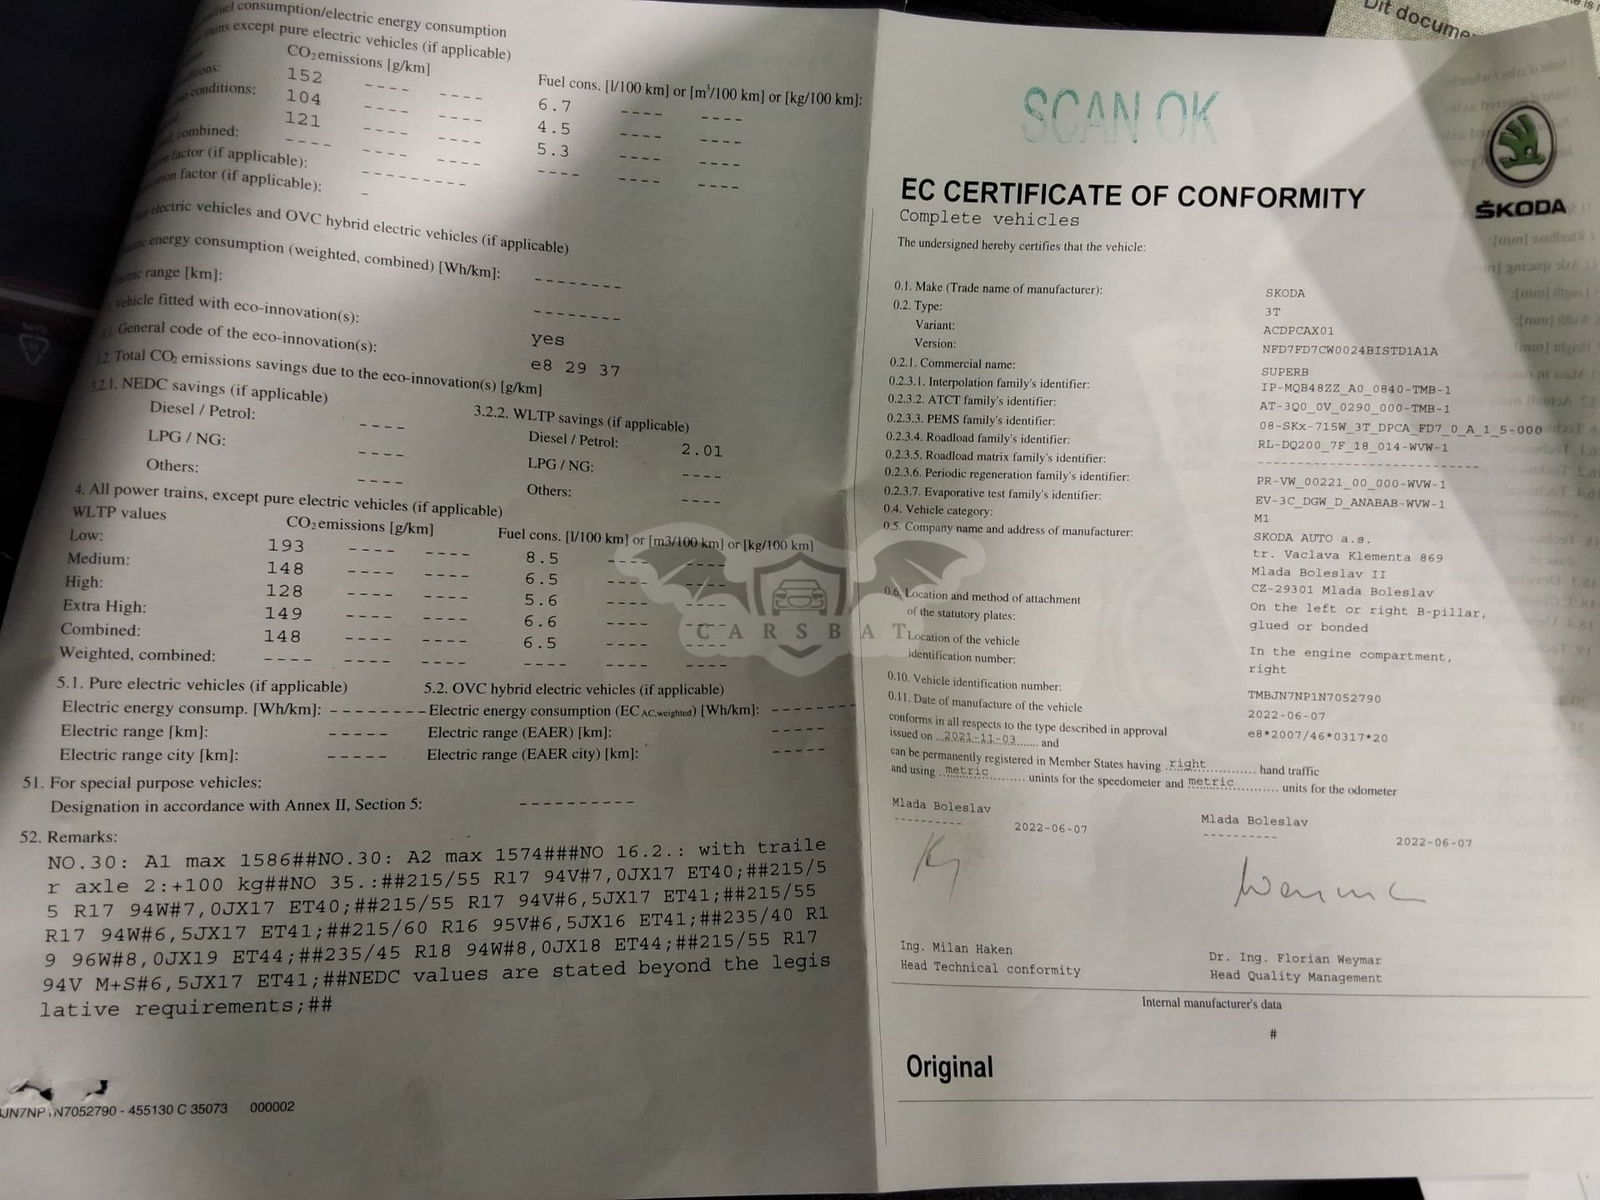 fuel consumption/electric energy consumption
except pure electric vehicles (if applicable)
CO2 emissions [g/km]
Fuel cons. [l/100 km] or [m3/100 km] or [kg/100 km]:
152 ---- ---- 6.7 ---- ----
conditions: 104 ---- ---- 4.5 ---- ----
121 ---- ---- 5.3 ---- ----
combined: ---- ---- ---- ---- ---- ----
factor (if applicable): ---------
factor (if applicable): -
electric vehicles and OVC hybrid electric vehicles (if applicable)
energy consumption (weighted, combined) [Wh/km]: --------
range [km]: --------
vehicle fitted with eco-innovation(s): yes
General code of the eco-innovation(s): e8 29 37
3.2. Total CO2 emissions savings due to the eco-innovation(s) [g/km]
3.2.1. NEDC savings (if applicable)
3.2.2. WLTP savings (if applicable)
Diesel / Petrol: ---- Diesel / Petrol: 2.01
LPG / NG: ---- LPG / NG: ----
Others: ---- Others: ----
4. All power trains, except pure electric vehicles (if applicable)
WLTP values CO2 emissions [g/km] Fuel cons. [l/100 km] or [m3/100 km] or [kg/100 km]
Low: 193 ---- ---- 8.5 ---- ----
Medium: 148 ---- ---- 6.5 ---- ----
High: 128 ---- ---- 5.6 ---- ----
Extra High: 149 ---- ---- 6.6 ---- ----
Combined: 148 ---- ---- 6.5 ---- ----
Weighted, combined: ---- ---- ---- ---- ---- ----
5.1. Pure electric vehicles (if applicable) 5.2. OVC hybrid electric vehicles (if applicable)
Electric energy consump. [Wh/km]: -------- Electric energy consumption (EC AC,weighted) [Wh/km]: --------
Electric range [km]: ----- Electric range (EAER) [km]: -----
Electric range city [km]: ----- Electric range (EAER city) [km]: -----
51. For special purpose vehicles:
Designation in accordance with Annex II, Section 5: ----------
52. Remarks:
NO.30: A1 max 1586##NO.30: A2 max 1574###NO 16.2.: with traile
r axle 2:+100 kg##NO 35.:##215/55 R17 94V#7,0JX17 ET40;##215/5
5 R17 94W#7,0JX17 ET40;##215/55 R17 94V#6,5JX17 ET41;##215/55
R17 94W#6,5JX17 ET41;##215/60 R16 95V#6,5JX16 ET41;##235/40 R1
9 96W#8,0JX19 ET44;##235/45 R18 94W#8,0JX18 ET44;##215/55 R17
94V M+S#6,5JX17 ET41;##NEDC values are stated beyond the legis
lative requirements;##
N7052790 - 455130 C 35073 000002
CARSBAT
Dit docume
SCAN OK
ŠKODA
EC CERTIFICATE OF CONFORMITY
Complete vehicles
The undersigned hereby certifies that the vehicle:
0.1. Make (Trade name of manufacturer): SKODA
0.2. Type: 3T
Variant: ACDPCAX01
Version: NFD7FD7CW0024BISTD1A1A
0.2.1. Commercial name: SUPERB
0.2.3.1. Interpolation family's identifier: IP-MQB48ZZ_A0_0840-TMB-1
0.2.3.2. ATCT family's identifier: AT-3Q0_0V_0290_000-TMB-1
0.2.3.3. PEMS family's identifier: 08-SKx-715W_3T_DPCA_FD7_0_A_1_5-000
0.2.3.4. Roadload family's identifier: RL-DQ200_7F_18_014-WVW-1
0.2.3.5. Roadload matrix family's identifier: ----------------------------
0.2.3.6. Periodic regeneration family's identifier: PR-VW_00221_00_000-WVW-1
0.2.3.7. Evaporative test family's identifier: EV-3C_DGW_D_ANABAB-WVW-1
0.4. Vehicle category: M1
0.5. Company name and address of manufacturer: SKODA AUTO a.s.
tr. Vaclava Klementa 869
Mlada Boleslav II
CZ-29301 Mlada Boleslav
0.6. Location and method of attachment On the left or right B-pillar,
of the statutory plates: glued or bonded
Location of the vehicle In the engine compartment,
identification number: right
0.10. Vehicle identification number: TMBJN7NP1N7052790
0.11. Date of manufacture of the vehicle 2022-06-07
conforms in all respects to the type described in approval e8*2007/46*0317*20
issued on 2021-11-03 and
can be permanently registered in Member States having right hand traffic
and using metric unints for the speedometer and metric units for the odometer
Mlada Boleslav 2022-06-07 Mlada Boleslav 2022-06-07
Ing. Milan Haken Dr. Ing. Florian Weymar
Head Technical conformity Head Quality Management
Internal manufacturer's data
#
Original